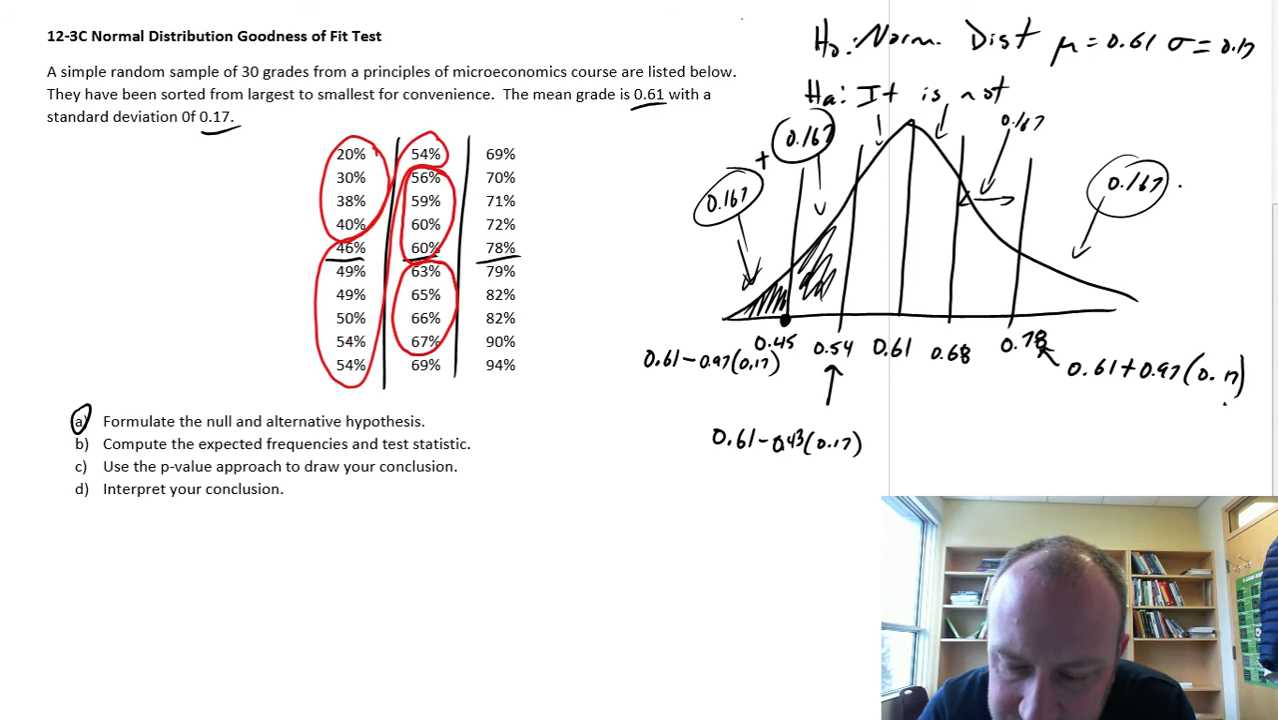 12-3C Normal Distribution Goodness of Fit Test
A simple random sample of 30 grades from a principles of microeconomics course are listed below.
They have been sorted from largest to smallest for convenience. The mean grade is 0.61 with a
standard deviation 0f 0.17.
20% 54% 69%
30% 56% 70%
38% 59% 71%
40% 60% 72%
46% 60% 78%
49% 63% 79%
49% 65% 82%
50% 66% 82%
54% 67% 90%
54% 69% 94%
a) Formulate the null and alternative hypothesis.
b) Compute the expected frequencies and test statistic.
c) Use the p-value approach to draw your conclusion.
d) Interpret your conclusion.
H0: Norm. Dist μ = 0.61 σ = 0.17
Ha: It is not
0.167 + 0.167
0.167
0.167
0.45 0.54 0.61 0.68 0.78
0.61 - 0.97(0.17)
0.61 + 0.97(0.17)
0.61 - 0.43(0.17)